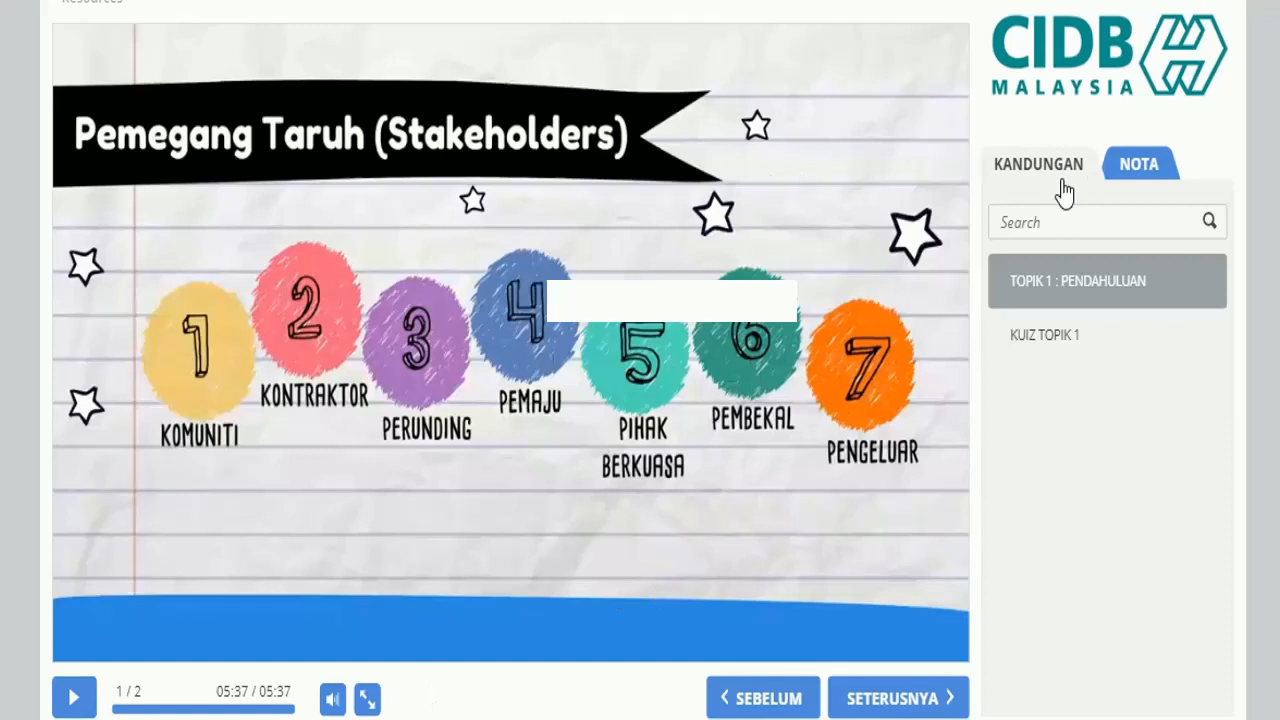 Resources
CIDB
MALAYSIA
Pemegang Taruh (Stakeholders)
KANDUNGAN
NOTA
Search
TOPIK 1 : PENDAHULUAN
KUIZ TOPIK 1
1
2
3
4
5
6
7
KOMUNITI
KONTRAKTOR
PERUNDING
PEMAJU
PIHAK
BERKUASA
PEMBEKAL
PENGELUAR
1 / 2
05:37 / 05:37
SEBELUM
SETERUSNYA